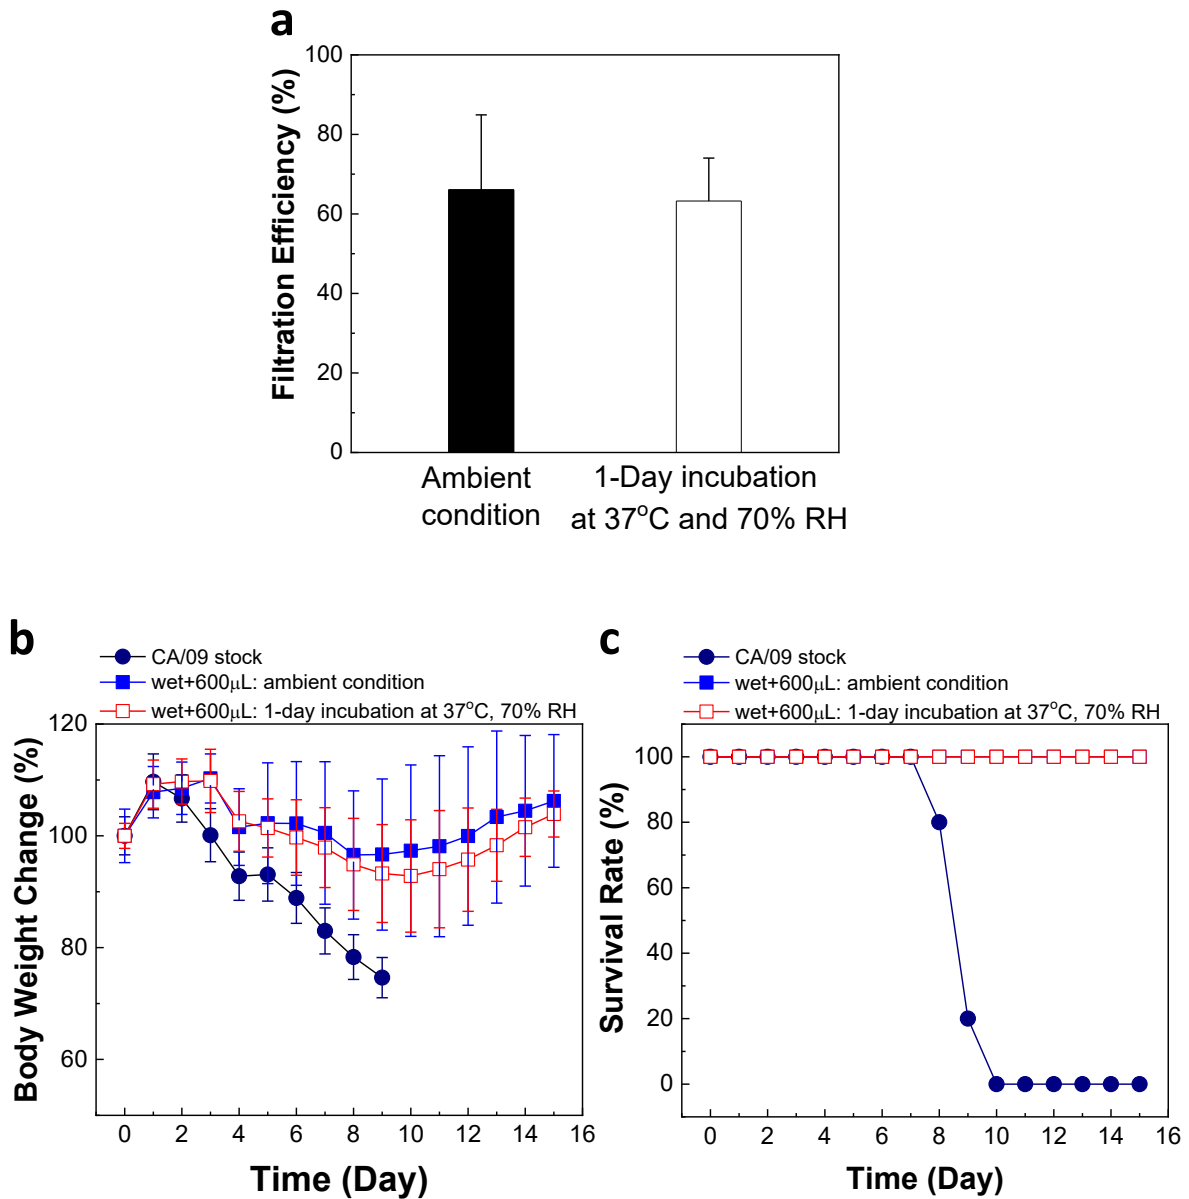 a
100
80
60
40
20
0
Filtration Efficiency (%)
Ambient
condition
1-Day incubation
at 37°C and 70% RH
b
CA/09 stock
wet+600μL: ambient condition
wet+600μL: 1-day incubation at 37°C, 70% RH
120
100
80
60
Body Weight Change (%)
0 2 4 6 8 10 12 14 16
Time (Day)
c
CA/09 stock
wet+600μL: ambient condition
wet+600μL: 1-day incubation at 37°C, 70% RH
100
80
60
40
20
0
Survival Rate (%)
0 2 4 6 8 10 12 14 16
Time (Day)